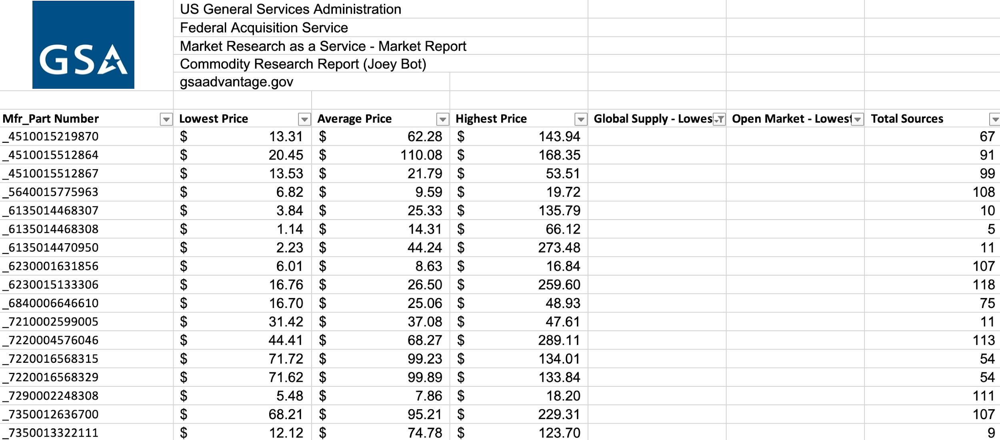 GSA
US General Services Administration
Federal Acquisition Service
Market Research as a Service - Market Report
Commodity Research Report (Joey Bot)
gsaadvantage.gov
Mfr_Part Number Lowest Price Average Price Highest Price Global Supply - Lowes Open Market - Lowest Total Sources
_4510015219870 $ 13.31 $ 62.28 $ 143.94 67
_4510015512864 $ 20.45 $ 110.08 $ 168.35 91
_4510015512867 $ 13.53 $ 21.79 $ 53.51 99
_5640015775963 $ 6.82 $ 9.59 $ 19.72 108
_6135014468307 $ 3.84 $ 25.33 $ 135.79 10
_6135014468308 $ 1.14 $ 14.31 $ 66.12 5
_6135014470950 $ 2.23 $ 44.24 $ 273.48 11
_6230001631856 $ 6.01 $ 8.63 $ 16.84 107
_6230015133306 $ 16.76 $ 26.50 $ 259.60 118
_6840006646610 $ 16.70 $ 25.06 $ 48.93 75
_7210002599005 $ 31.42 $ 37.08 $ 47.61 11
_7220004576046 $ 44.41 $ 68.27 $ 289.11 113
_7220016568315 $ 71.72 $ 99.23 $ 134.01 54
_7220016568329 $ 71.62 $ 99.89 $ 133.84 54
_7290002248308 $ 5.48 $ 7.86 $ 18.20 111
_7350012636700 $ 68.21 $ 95.21 $ 229.31 107
_7350013322111 $ 12.12 $ 74.78 $ 123.70 9